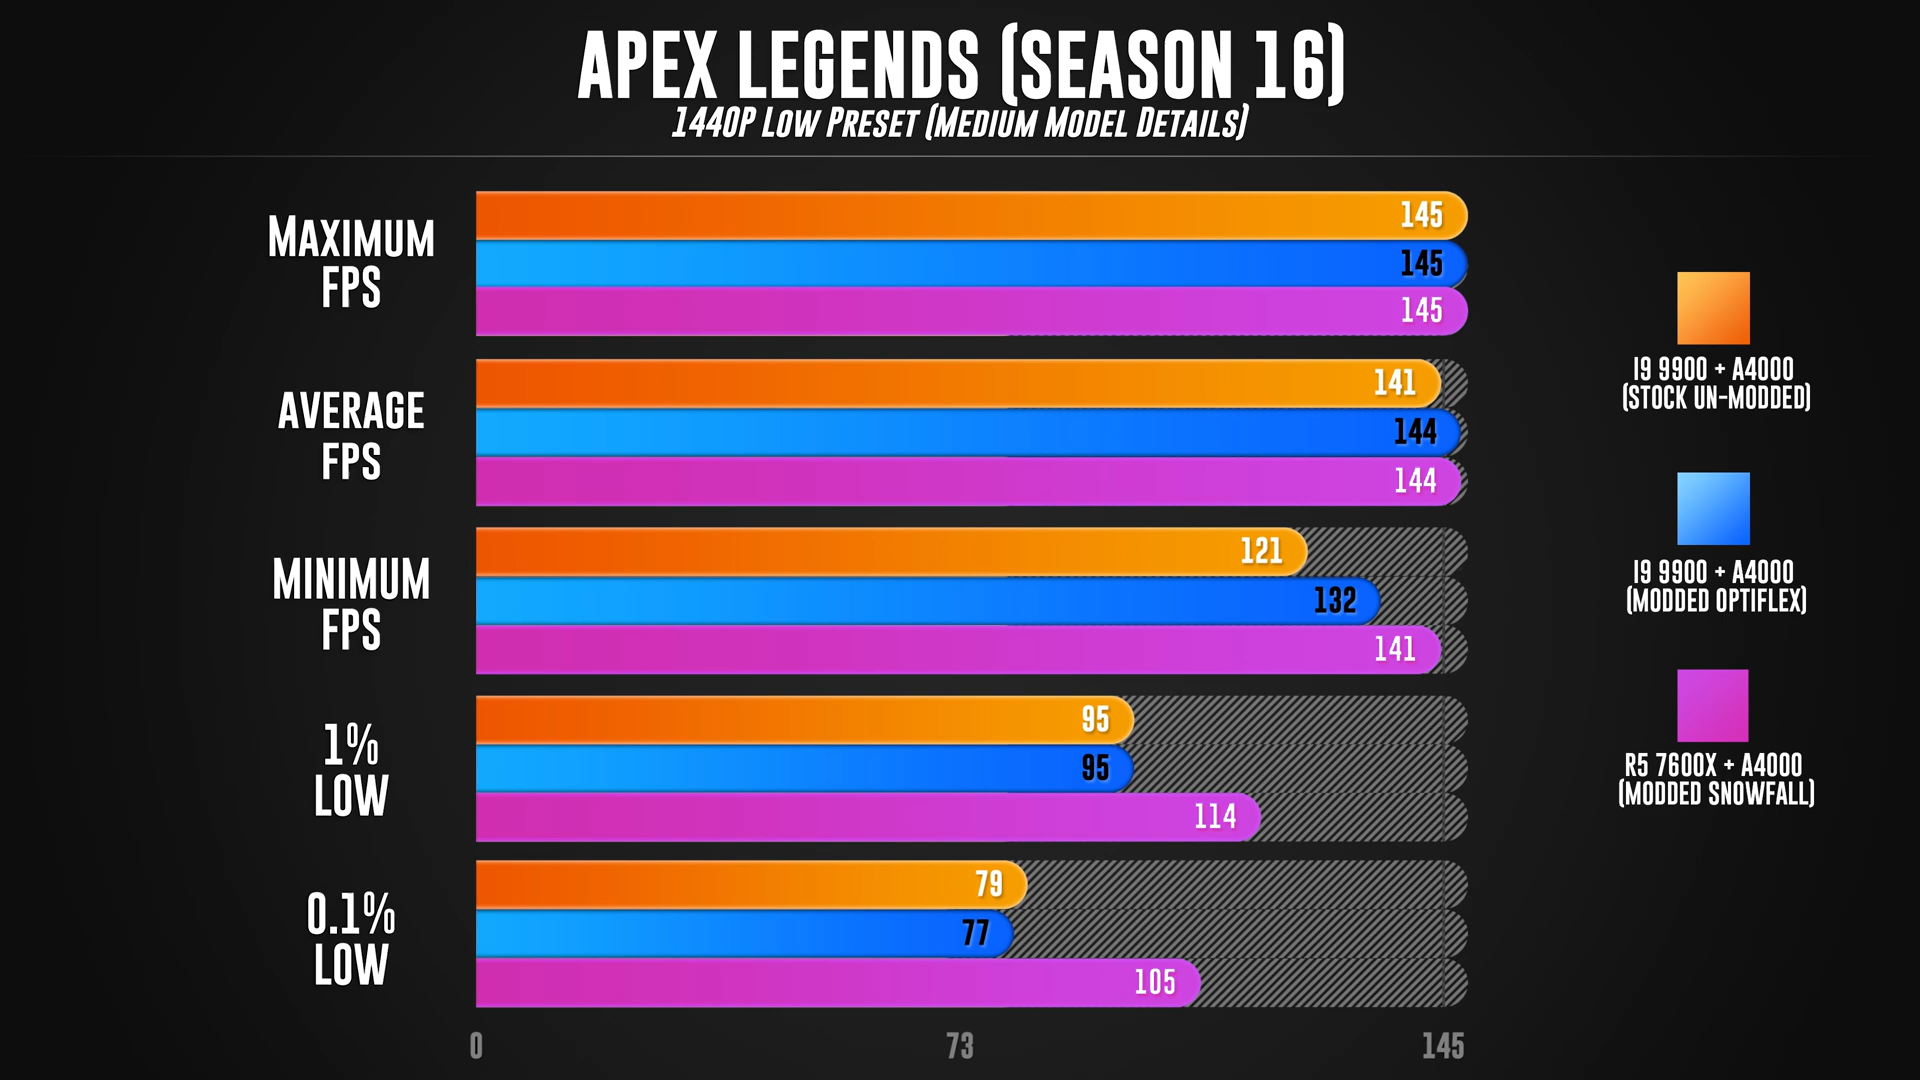 APEX LEGENDS (SEASON 16)
1440P LOW PRESET (MEDIUM MODEL DETAILS)
MAXIMUM
FPS
145
145
145
AVERAGE
FPS
141
144
144
MINIMUM
FPS
121
132
141
1%
LOW
95
95
114
0.1%
LOW
79
77
105
0
73
145
I9 9900 + A4000
(STOCK UN-MODDED)
I9 9900 + A4000
(MODDED OPTIFLEX)
R5 7600X + A4000
(MODDED SNOWFALL)